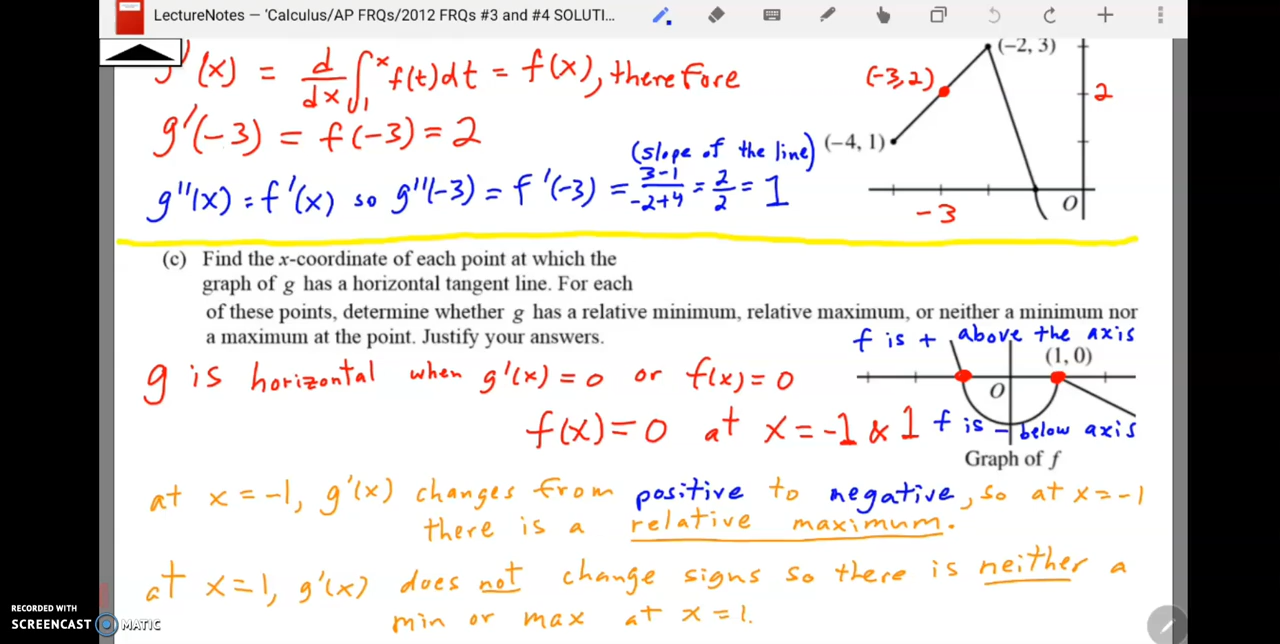 LectureNotes – 'Calculus/AP FRQs/2012 FRQs #3 and #4 SOLUTI...
g'(x) = d/dx ∫₁ˣ f(t)dt = f(x), therefore
(-2, 3)
(-3,2)
2
g'(-3) = f(-3) = 2
(slope of the line)
(-4, 1)
g''(x) = f'(x) so g''(-3) = f'(-3) = 3-1/-2+4 = 2/2 = 1
-3
O
(c) Find the x-coordinate of each point at which the
graph of g has a horizontal tangent line. For each
of these points, determine whether g has a relative minimum, relative maximum, or neither a minimum nor
a maximum at the point. Justify your answers.
f is + above the axis
(1, 0)
g is horizontal when g'(x) = 0 or f(x) = 0
O
f(x) = 0 at x = -1 & 1
f is - below axis
Graph of f
at x = -1, g'(x) changes from positive to negative, so at x = -1
there is a relative maximum.
at x = 1, g'(x) does not change signs so there is neither a
min or max at x = 1.
RECORDED WITH
SCREENCAST MATIC